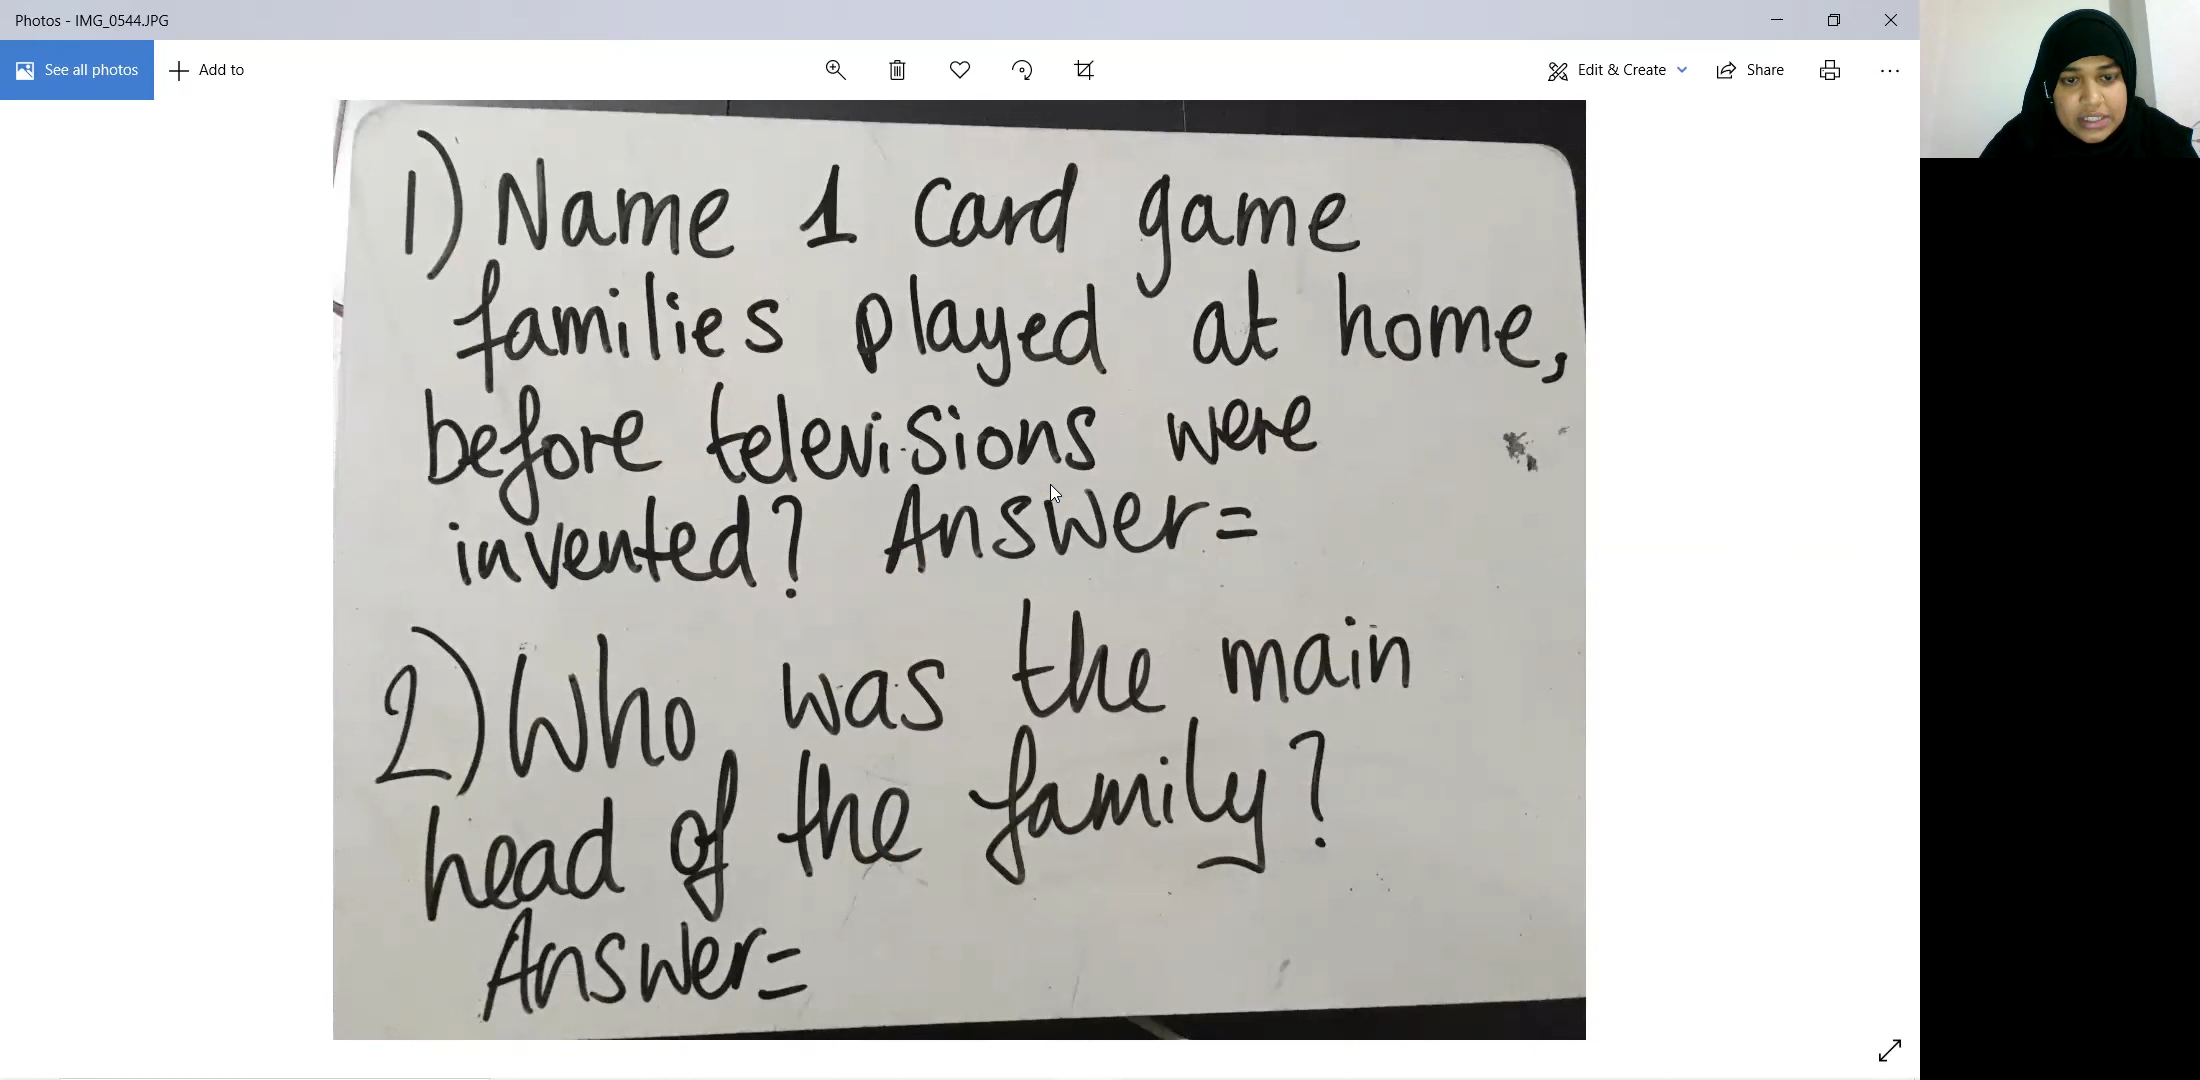 Photos - IMG_0544.JPG
See all photos
Add to
Edit & Create
Share
1) Name 1 card game
families played at home,
before televisions were
invented? Answer=
2) Who was the main
head of the family?
Answer=